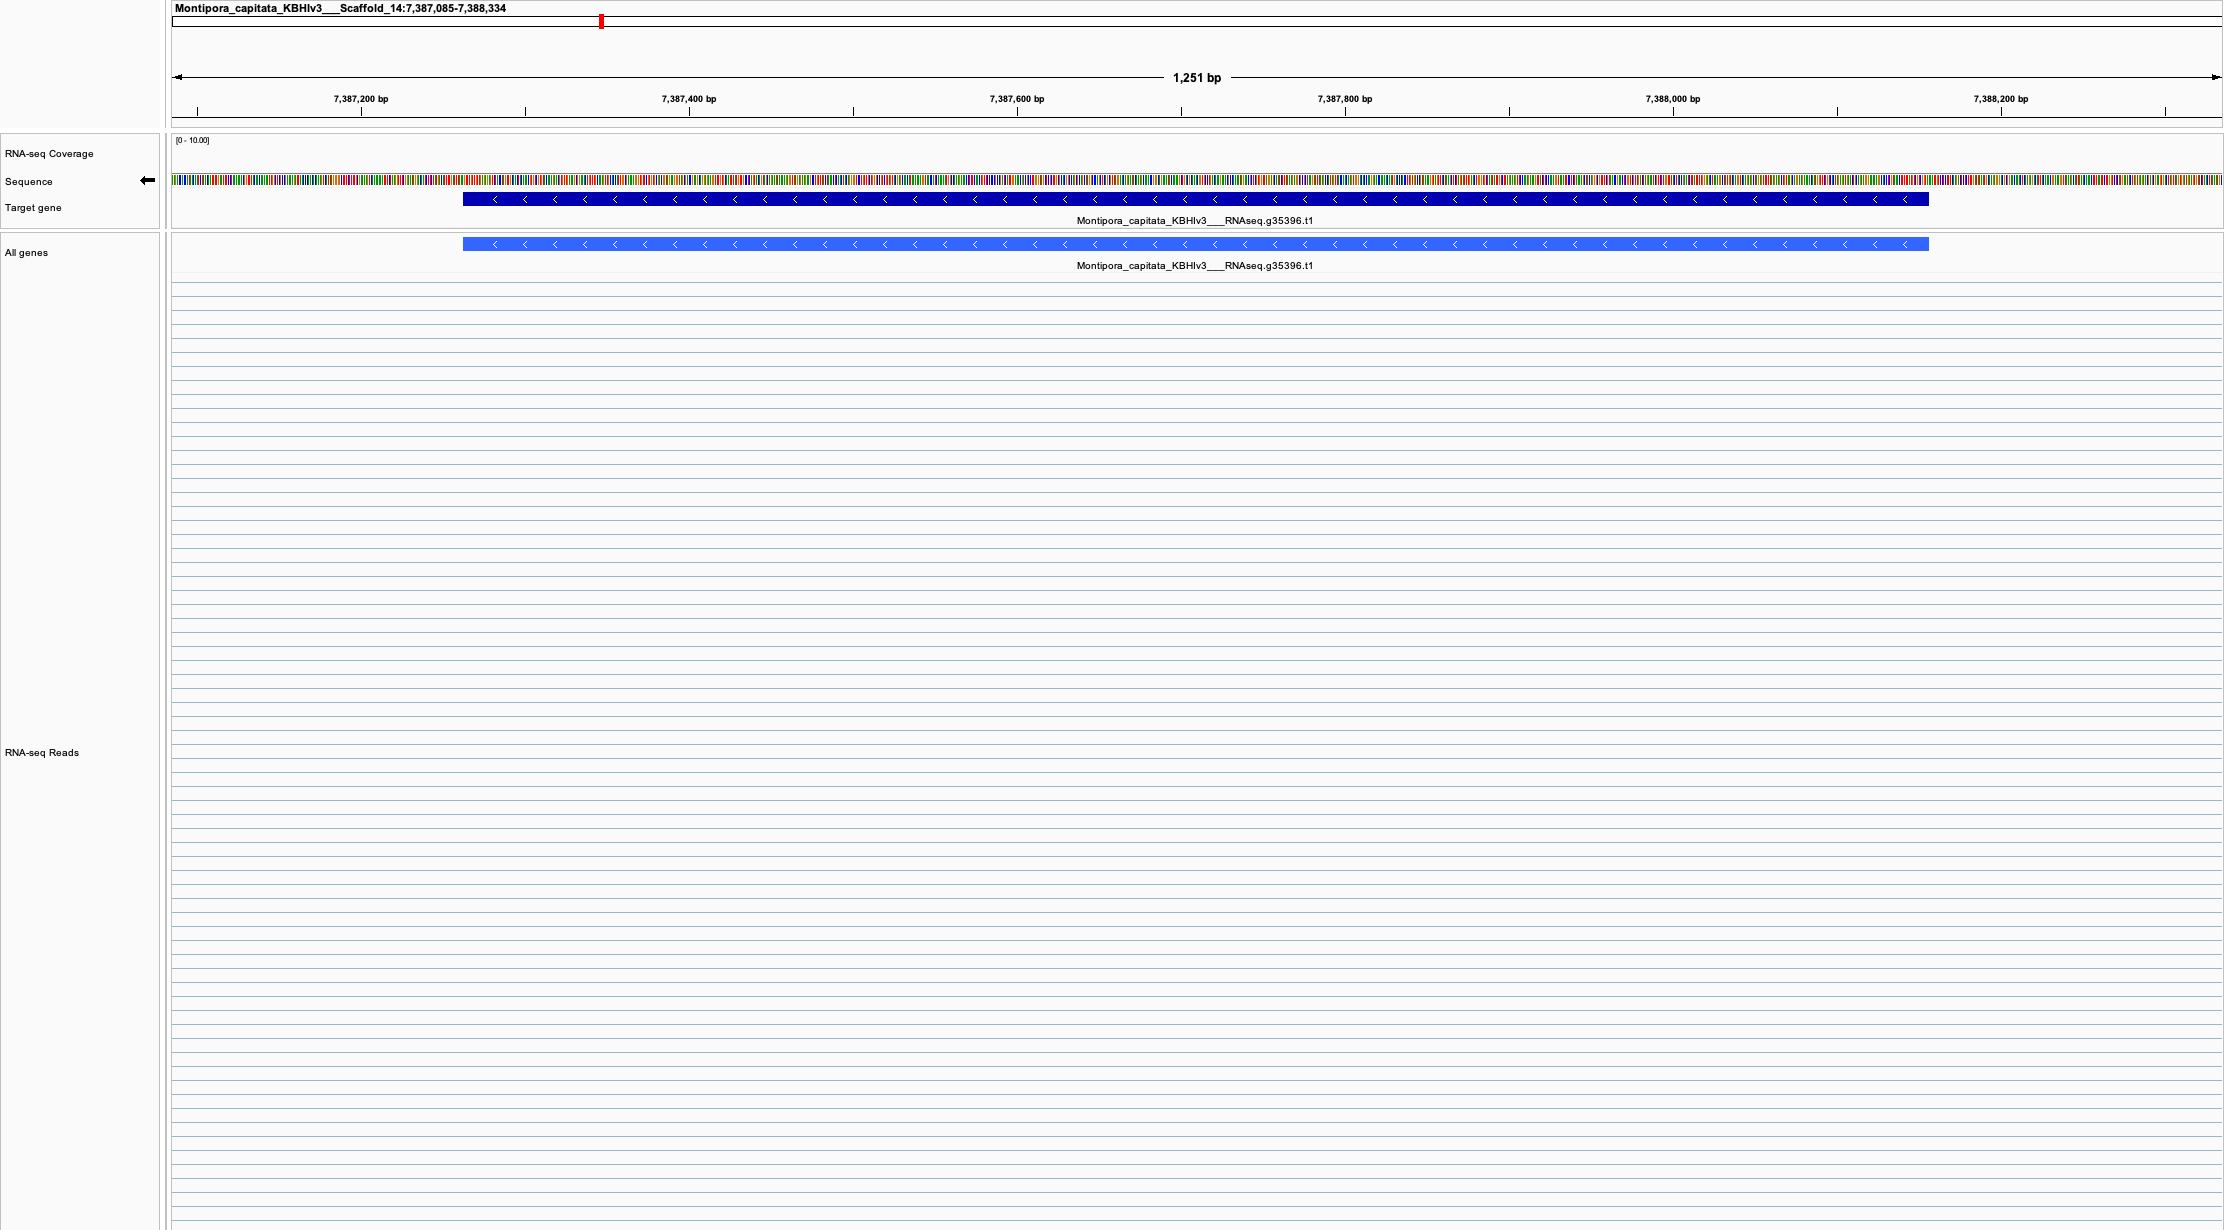 Montipora_capitata_KBHIv3___Scaffold_14:7,387,085-7,388,334
1,251 bp
7,387,200 bp 7,387,400 bp 7,387,600 bp 7,387,800 bp 7,388,000 bp 7,388,200 bp
[0 - 10.00]
RNA-seq Coverage
Sequence
Target gene
Montipora_capitata_KBHIv3___RNAseq.g35396.t1
All genes
Montipora_capitata_KBHIv3___RNAseq.g35396.t1
RNA-seq Reads